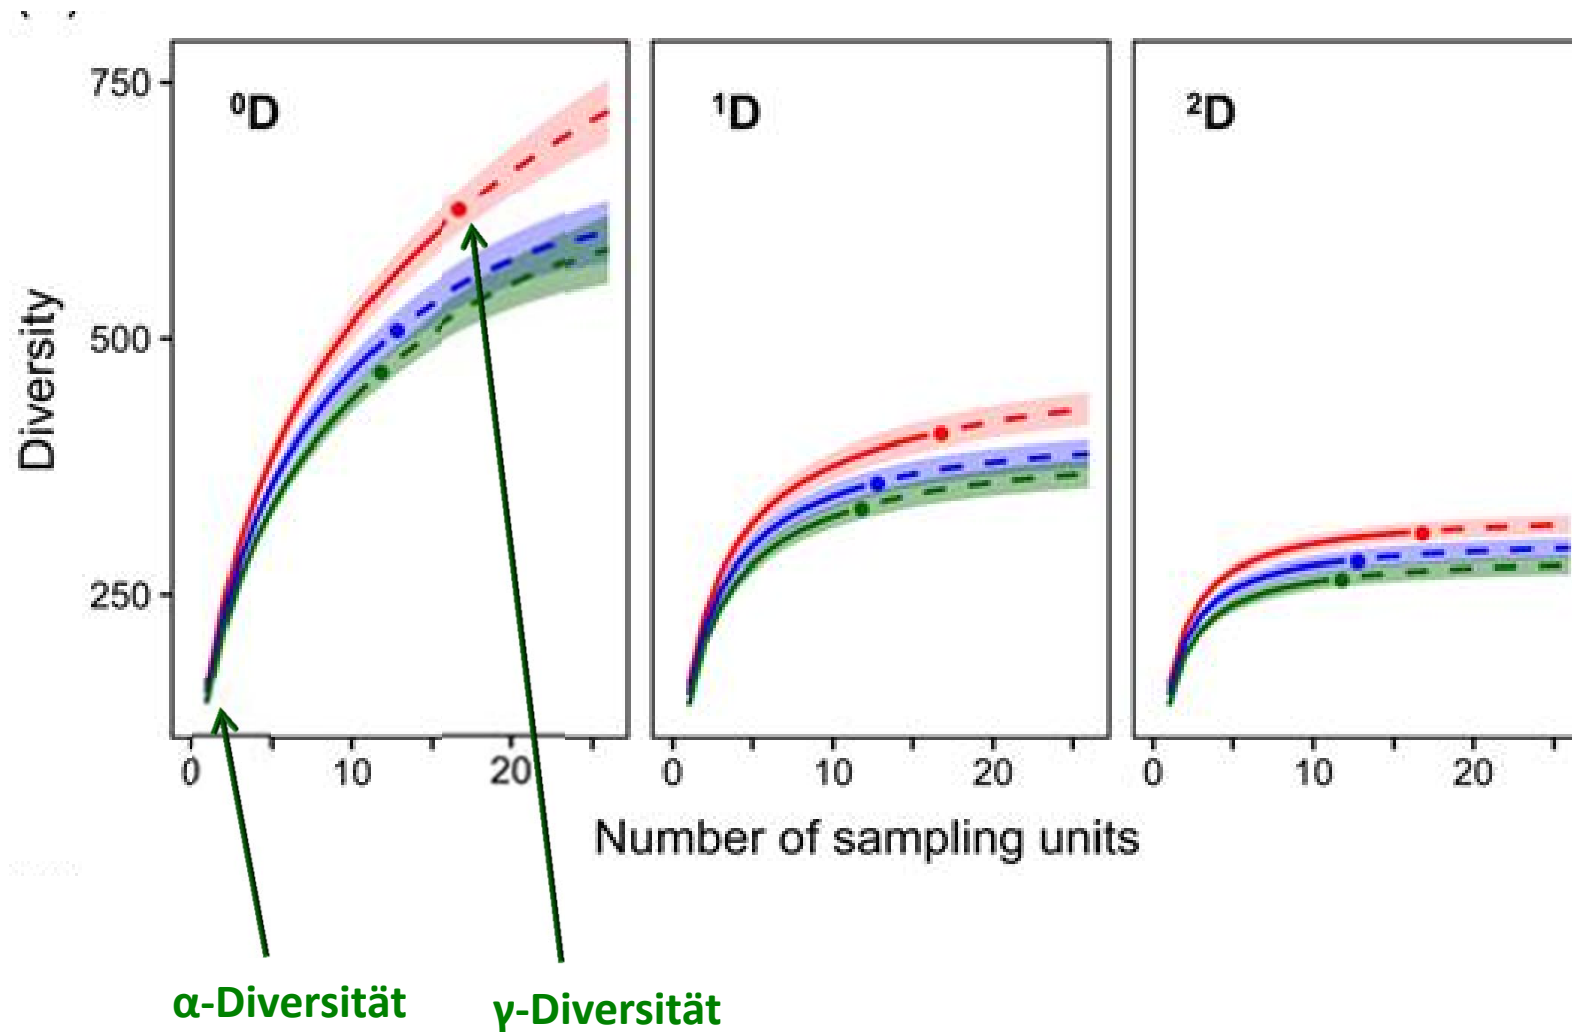 ⁰D
¹D
²D
750
500
250
Diversity
0 10 20
0 10 20
0 10 20
Number of sampling units
α-Diversität
γ-Diversität